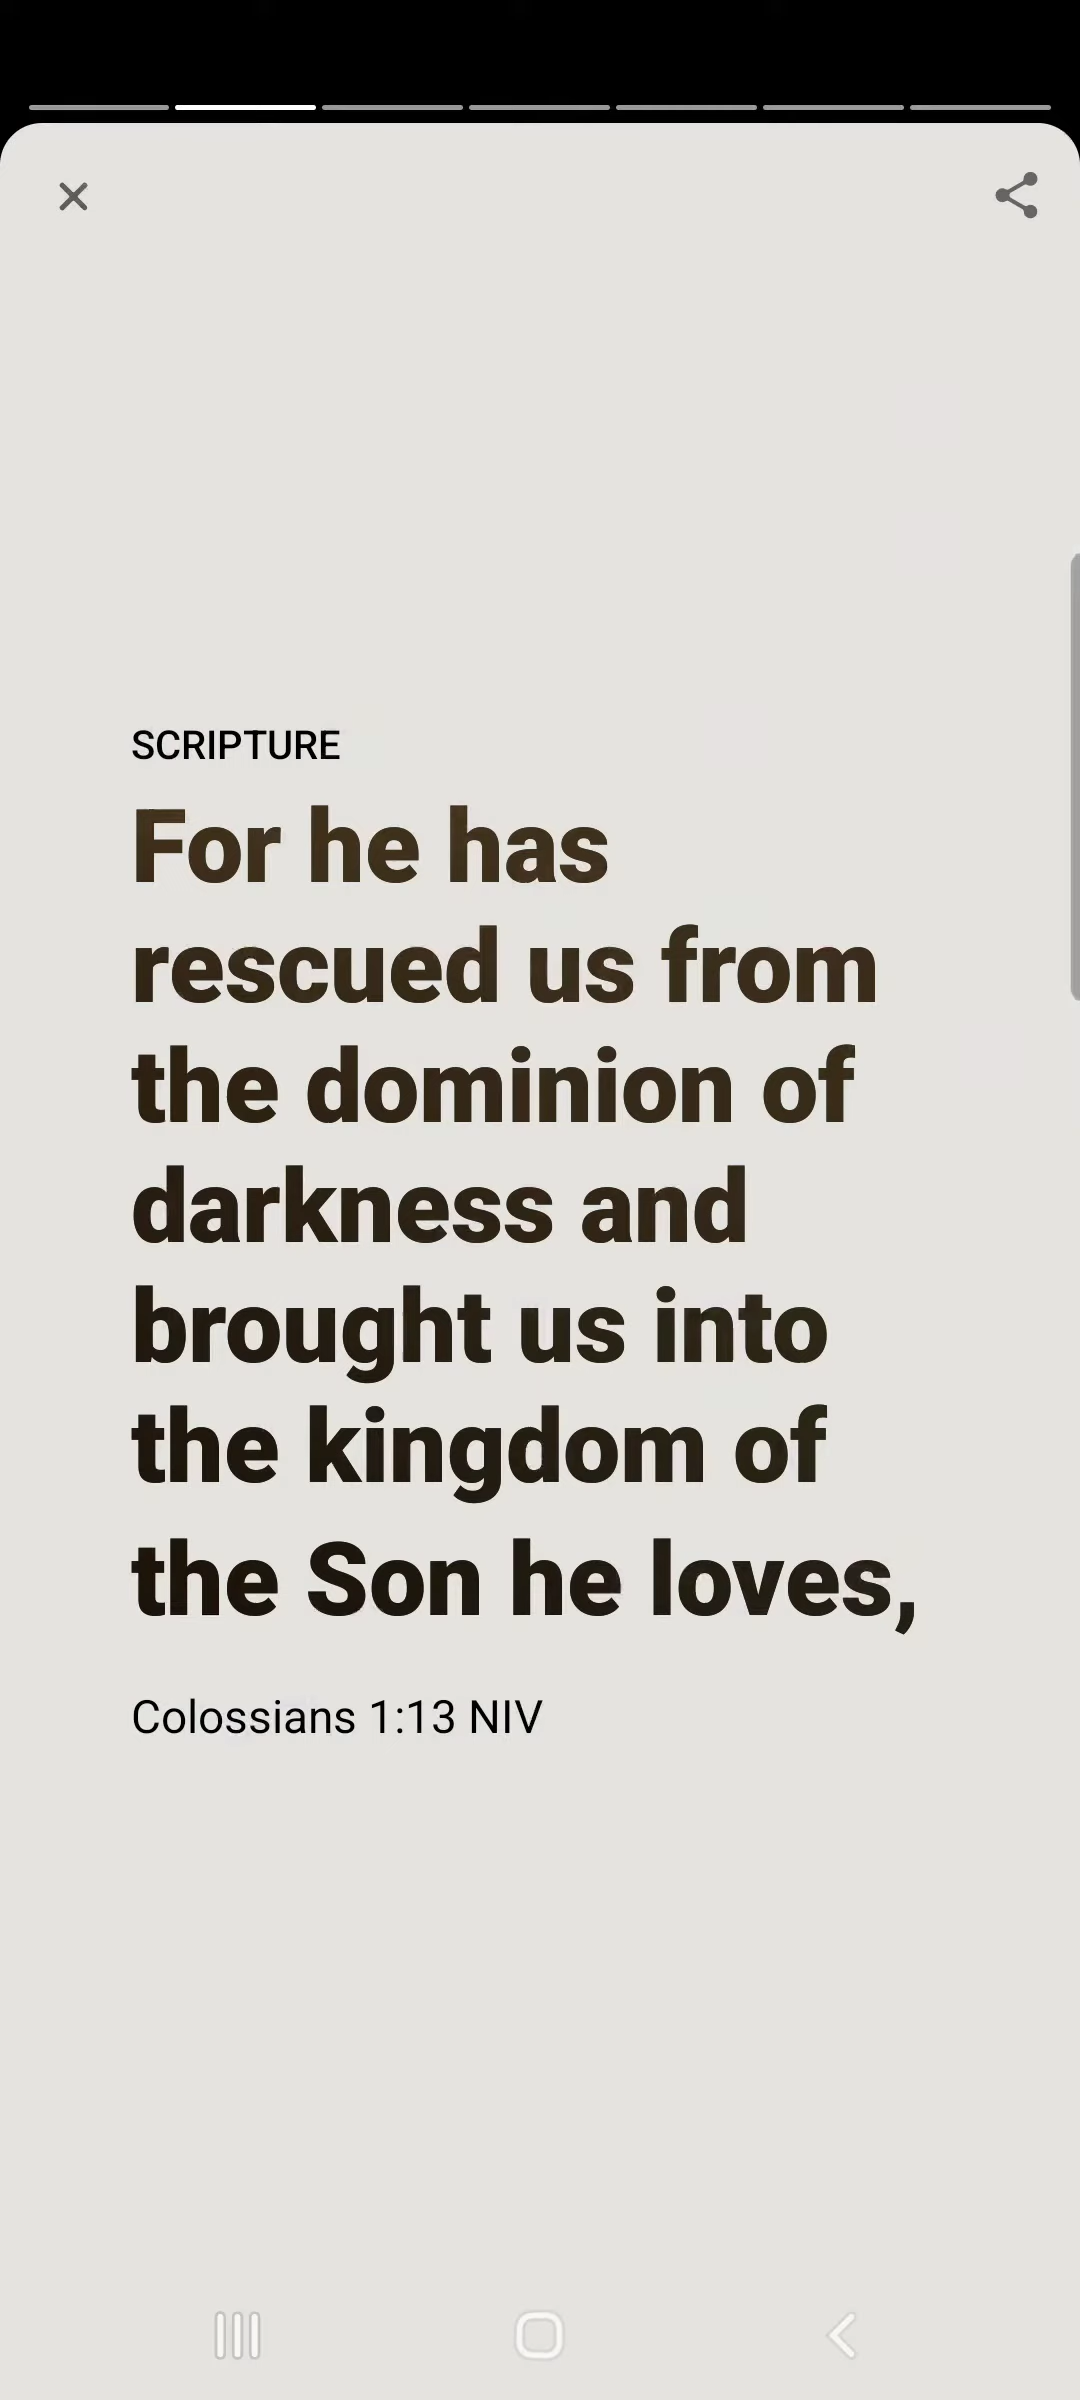 SCRIPTURE
For he has
rescued us from
the dominion of
darkness and
brought us into
the kingdom of
the Son he loves,
Colossians 1:13 NIV